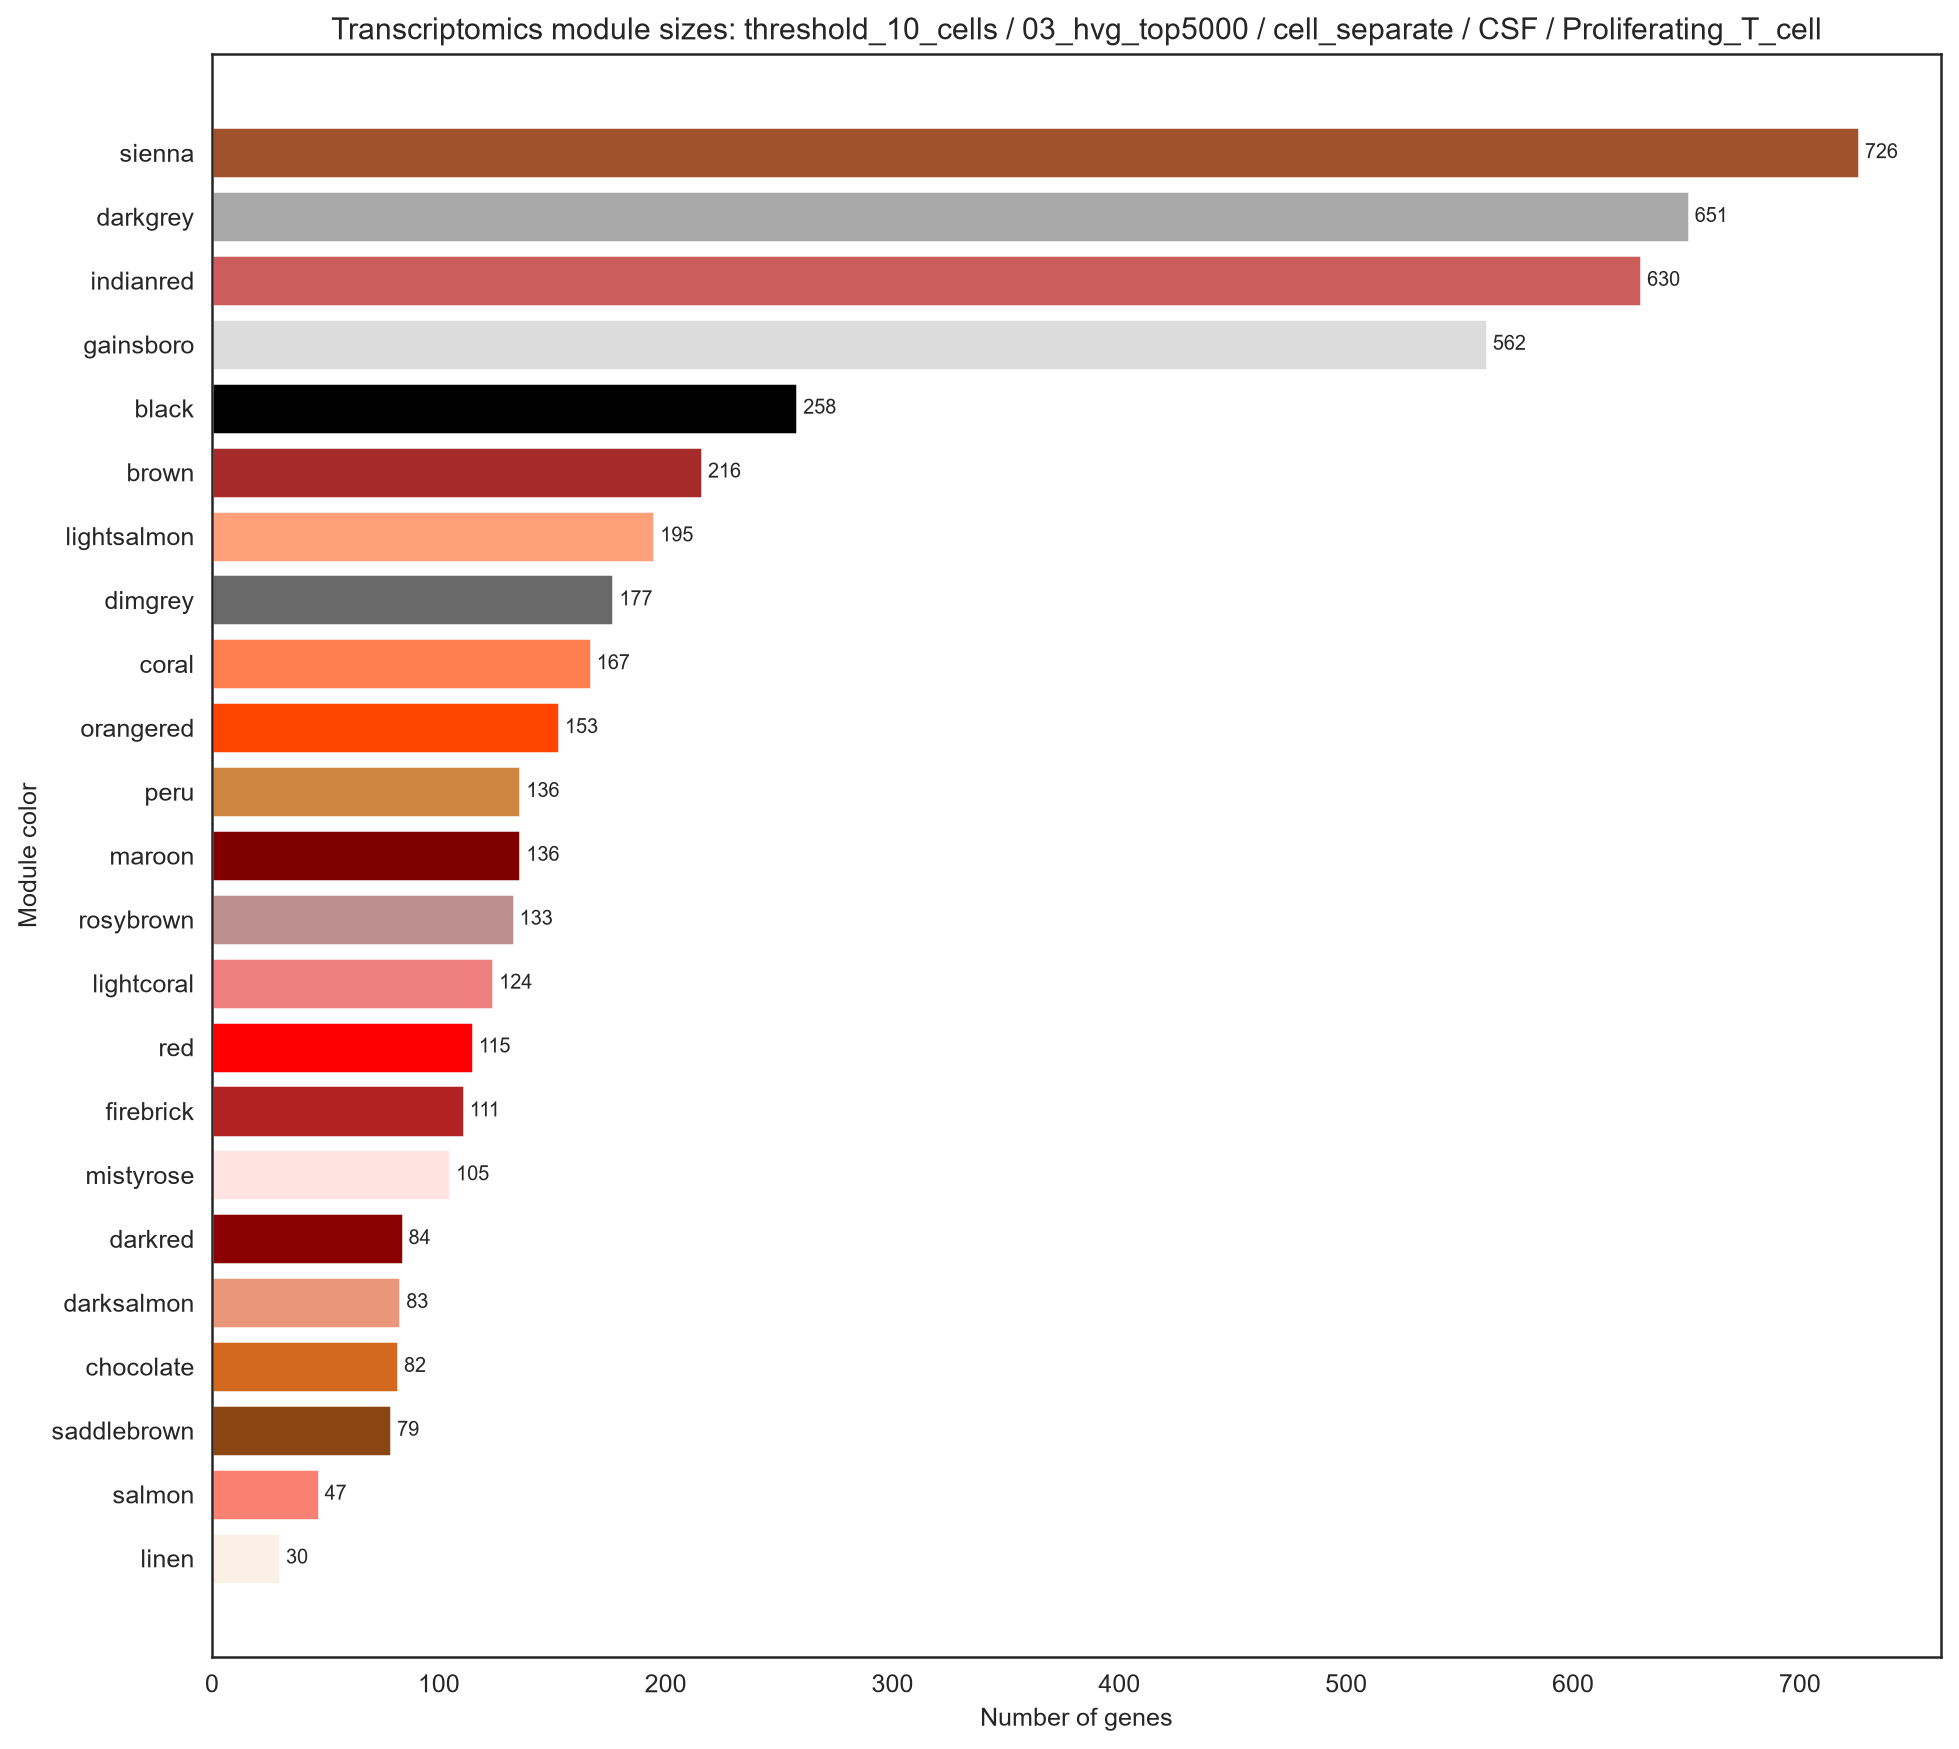 Transcriptomics module sizes: threshold_10_cells / 03_hvg_top5000 / cell_separate / CSF / Proliferating_T_cell
Module color
sienna 726
darkgrey 651
indianred 630
gainsboro 562
black 258
brown 216
lightsalmon 195
dimgrey 177
coral 167
orangered 153
peru 136
maroon 136
rosybrown 133
lightcoral 124
red 115
firebrick 111
mistyrose 105
darkred 84
darksalmon 83
chocolate 82
saddlebrown 79
salmon 47
linen 30
0 100 200 300 400 500 600 700
Number of genes